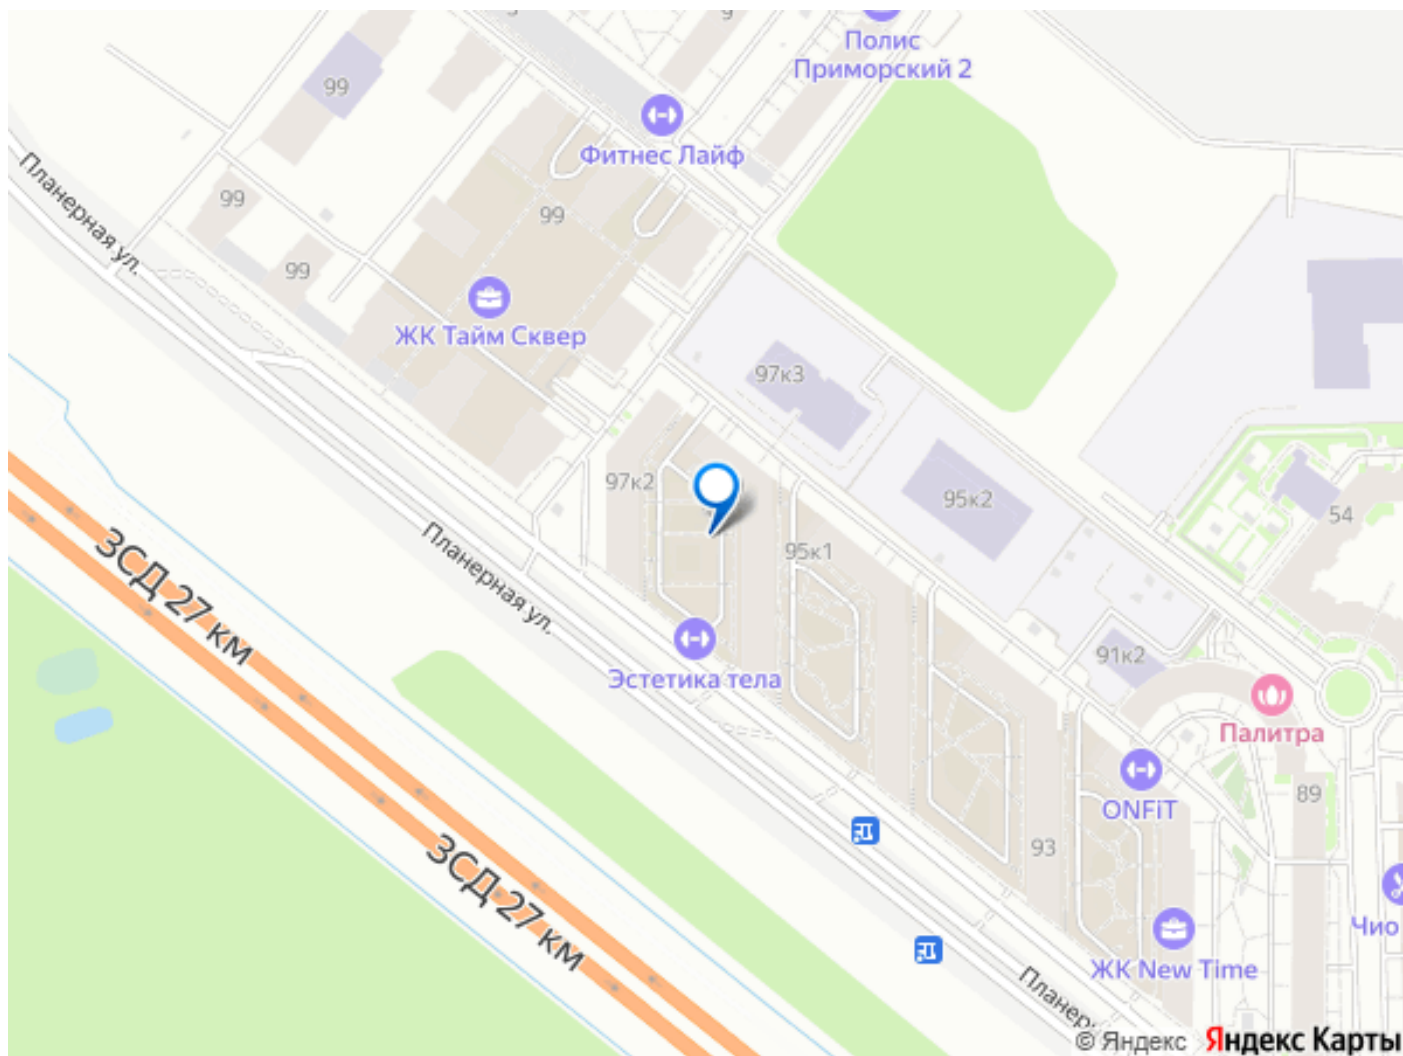 9
9
Полис
Приморский 2
99
Фитнес Лайф
Планерная ул.
99
99
99
ЖК Тайм Сквер
97к3
97к2
95к2
54
Планерная ул.
95к1
ЗСД 27 км
91к2
Эстетика тела
Палитра
89
ONFiT
93
ЗСД 27 км
Чио
ЖК New Time
Планер
© Яндекс
Яндекс Карты